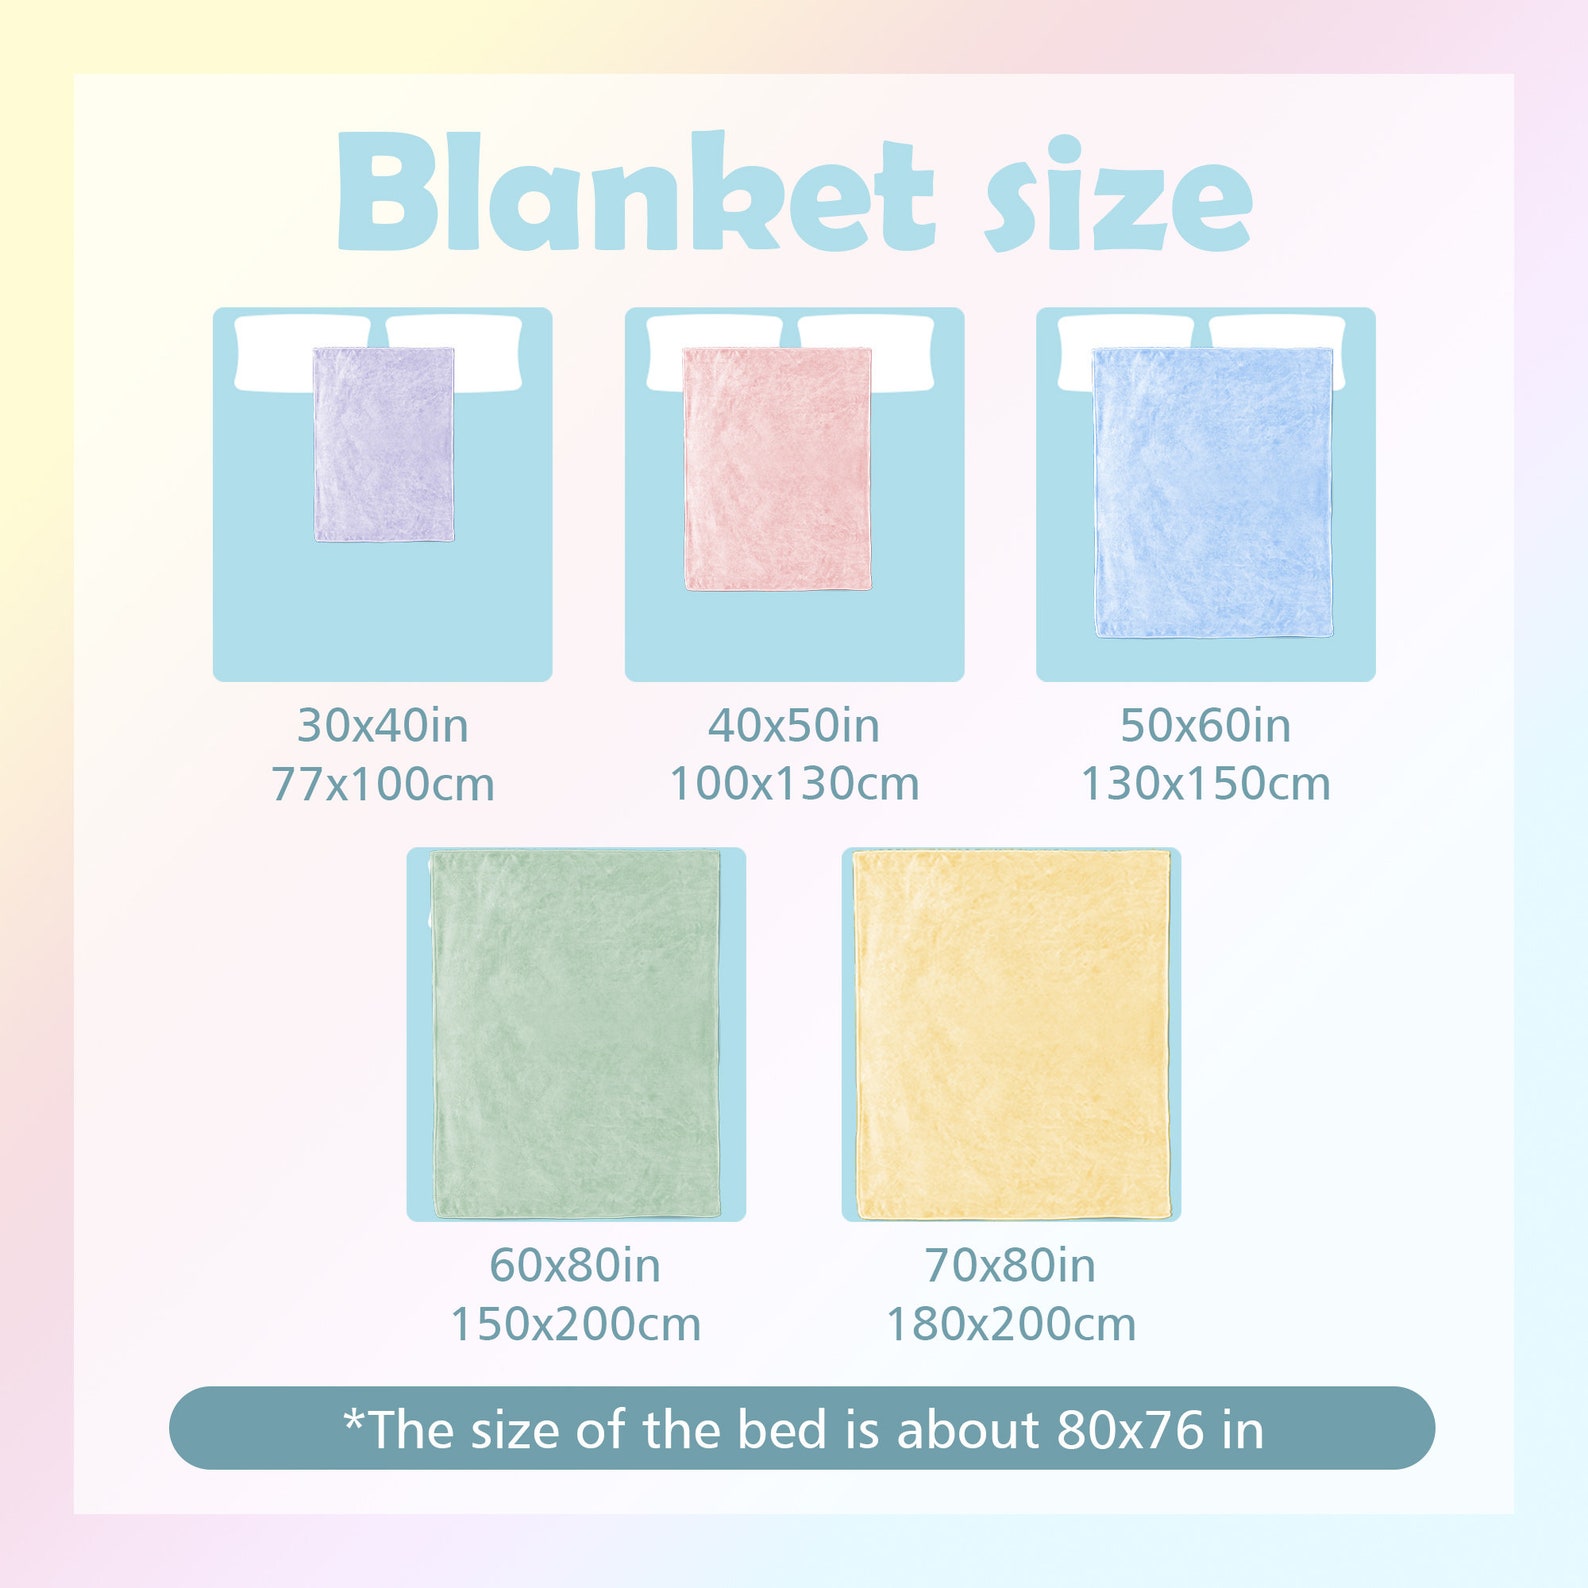 Blanket size
30x40in
77x100cm
40x50in
100x130cm
50x60in
130x150cm
60x80in
150x200cm
70x80in
180x200cm
*The size of the bed is about 80x76 in